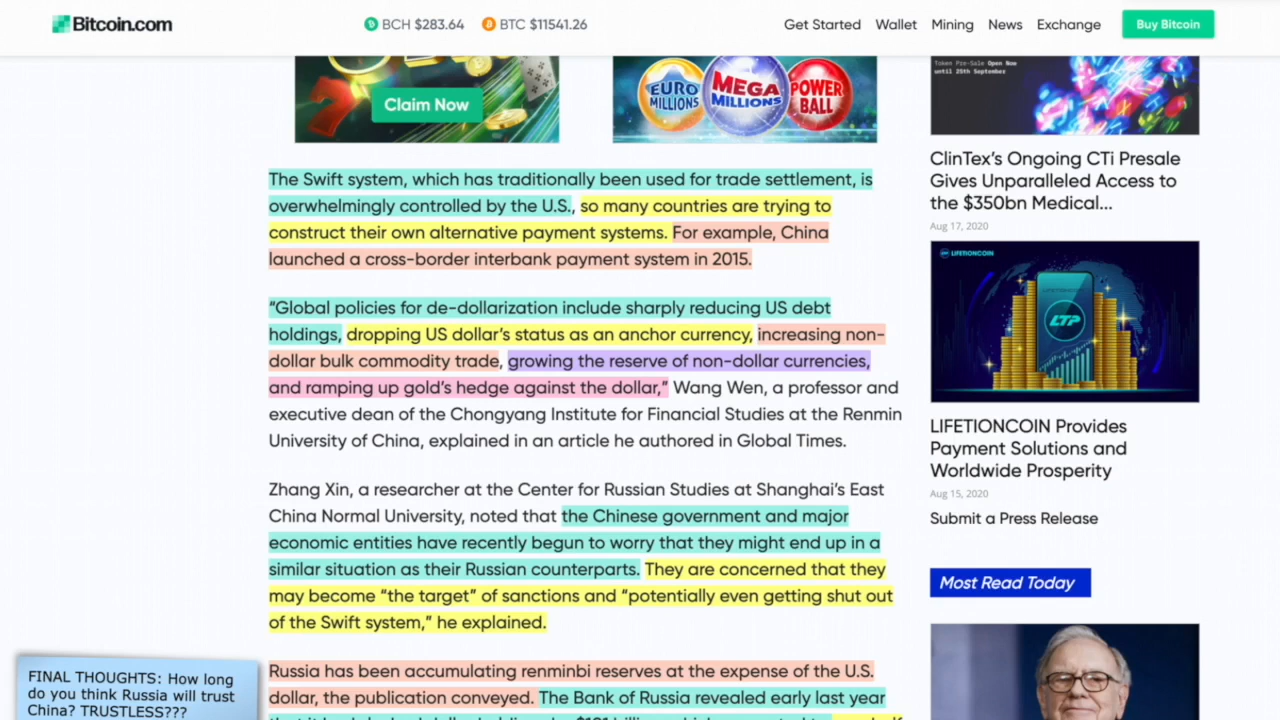 Bitcoin.com
BCH $283.64 BTC $11541.26
Get Started Wallet Mining News Exchange Buy Bitcoin
Claim Now
EURO MILLIONS
MEGA MILLIONS
POWER BALL
The Swift system, which has traditionally been used for trade settlement, is
overwhelmingly controlled by the U.S., so many countries are trying to
construct their own alternative payment systems. For example, China
launched a cross-border interbank payment system in 2015.
“Global policies for de-dollarization include sharply reducing US debt
holdings, dropping US dollar’s status as an anchor currency, increasing non-
dollar bulk commodity trade, growing the reserve of non-dollar currencies,
and ramping up gold’s hedge against the dollar,” Wang Wen, a professor and
executive dean of the Chongyang Institute for Financial Studies at the Renmin
University of China, explained in an article he authored in Global Times.
Zhang Xin, a researcher at the Center for Russian Studies at Shanghai’s East
China Normal University, noted that the Chinese government and major
economic entities have recently begun to worry that they might end up in a
similar situation as their Russian counterparts. They are concerned that they
may become “the target” of sanctions and “potentially even getting shut out
of the Swift system,” he explained.
Russia has been accumulating renminbi reserves at the expense of the U.S.
dollar, the publication conveyed. The Bank of Russia revealed early last year
Token Pre-Sale Open Now
until 25th September
ClinTex’s Ongoing CTi Presale
Gives Unparalleled Access to
the $350bn Medical...
Aug 17, 2020
LIFETIONCOIN
LTP
LIFETIONCOIN Provides
Payment Solutions and
Worldwide Prosperity
Aug 15, 2020
Submit a Press Release
Most Read Today
FINAL THOUGHTS: How long
do you think Russia will trust
China? TRUSTLESS???